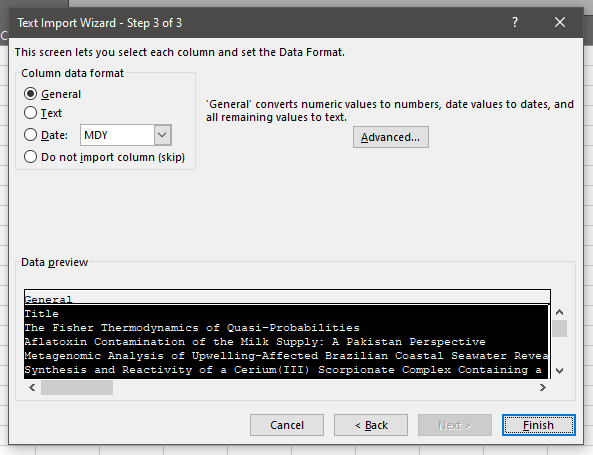 Text Import Wizard - Step 3 of 3
?
This screen lets you select each column and set the Data Format.
Column data format
General
Text
Date: MDY
Do not import column (skip)
'General' converts numeric values to numbers, date values to dates, and
all remaining values to text.
Advanced...
Data preview
General
Title
The Fisher Thermodynamics of Quasi-Probabilities
Aflatoxin Contamination of the Milk Supply: A Pakistan Perspective
Metagenomic Analysis of Upwelling-Affected Brazilian Coastal Seawater Revea
Synthesis and Reactivity of a Cerium(III) Scorpionate Complex Containing a
Cancel
< Back
Next >
Finish